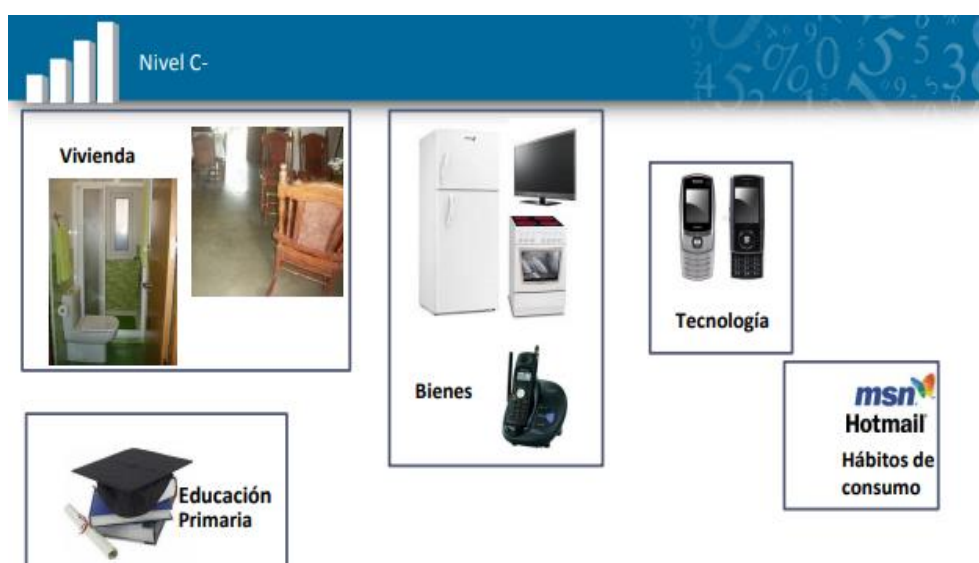 Nivel C-
Vivienda
Bienes
Tecnología
msn
Hotmail
Hábitos de
consumo
Educación
Primaria